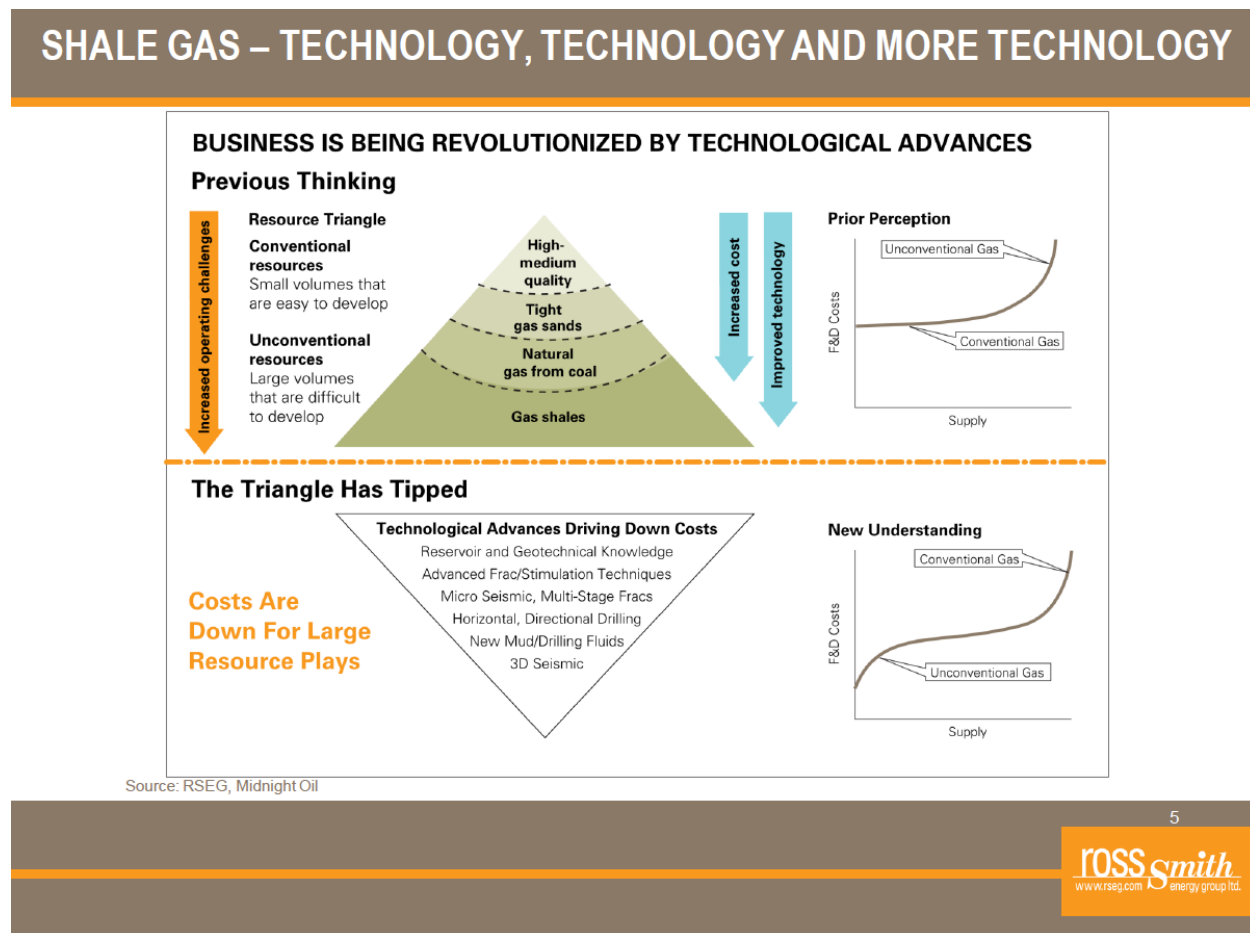 SHALE GAS – TECHNOLOGY, TECHNOLOGY AND MORE TECHNOLOGY
BUSINESS IS BEING REVOLUTIONIZED BY TECHNOLOGICAL ADVANCES
Previous Thinking
Increased operating challenges
Resource Triangle
Conventional
resources
Small volumes that
are easy to develop
Unconventional
resources
Large volumes
that are difficult
to develop
High-
medium
quality
Tight
gas sands
Natural
gas from coal
Gas shales
Increased cost
Improved technology
Prior Perception
Unconventional Gas
Conventional Gas
F&D Costs
Supply
The Triangle Has Tipped
Costs Are
Down For Large
Resource Plays
Technological Advances Driving Down Costs
Reservoir and Geotechnical Knowledge
Advanced Frac/Stimulation Techniques
Micro Seismic, Multi-Stage Fracs
Horizontal, Directional Drilling
New Mud/Drilling Fluids
3D Seismic
New Understanding
Conventional Gas
Unconventional Gas
F&D Costs
Supply
Source: RSEG, Midnight Oil
5
ross smith
www.rseg.com energy group ltd.